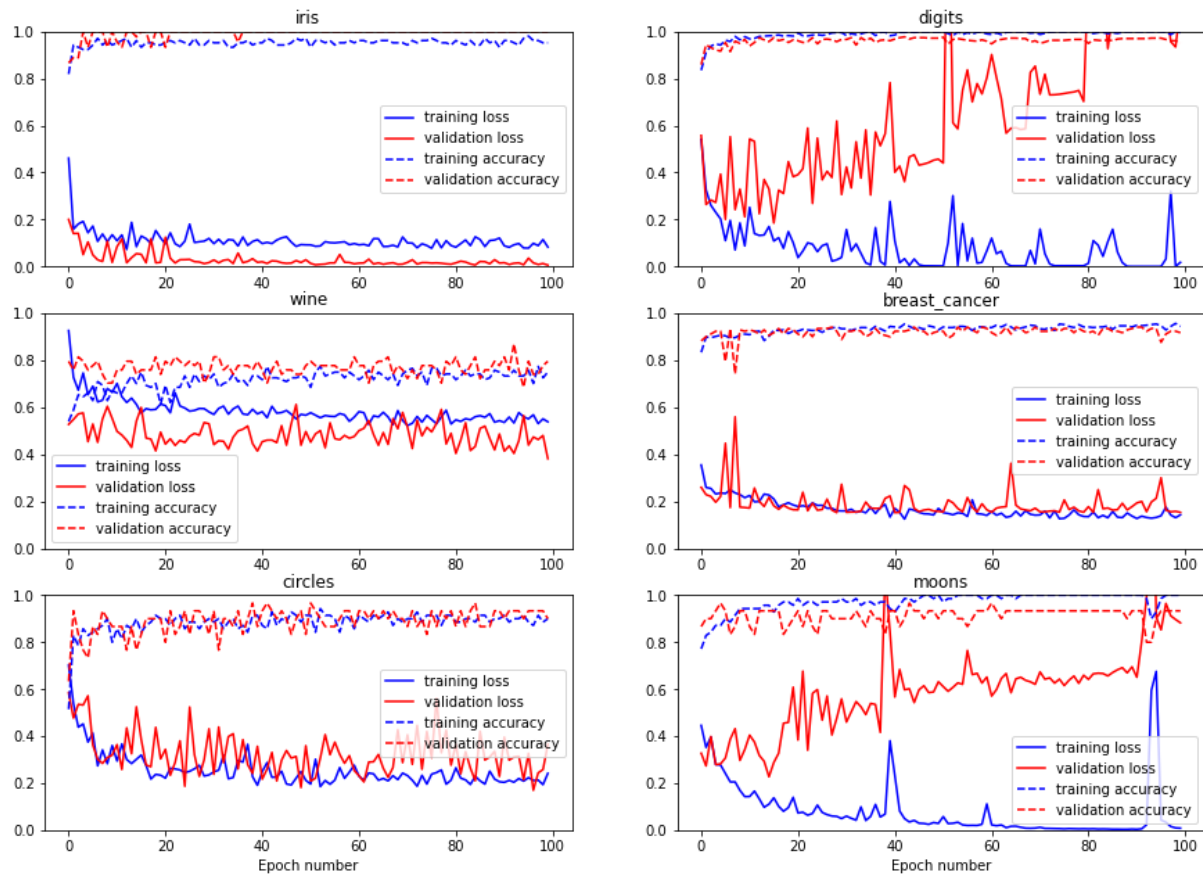 iris
1.0
0.8
0.6
0.4
0.2
0.0
training loss
validation loss
training accuracy
validation accuracy
0 20 40 60 80 100
digits
1.0
0.8
0.6
0.4
0.2
0.0
training loss
validation loss
training accuracy
validation accuracy
0 20 40 60 80 100
wine
1.0
0.8
0.6
0.4
0.2
0.0
training loss
validation loss
training accuracy
validation accuracy
0 20 40 60 80 100
breast_cancer
1.0
0.8
0.6
0.4
0.2
0.0
training loss
validation loss
training accuracy
validation accuracy
0 20 40 60 80 100
circles
1.0
0.8
0.6
0.4
0.2
0.0
training loss
validation loss
training accuracy
validation accuracy
0 20 40 60 80 100
Epoch number
moons
1.0
0.8
0.6
0.4
0.2
0.0
training loss
validation loss
training accuracy
validation accuracy
0 20 40 60 80 100
Epoch number